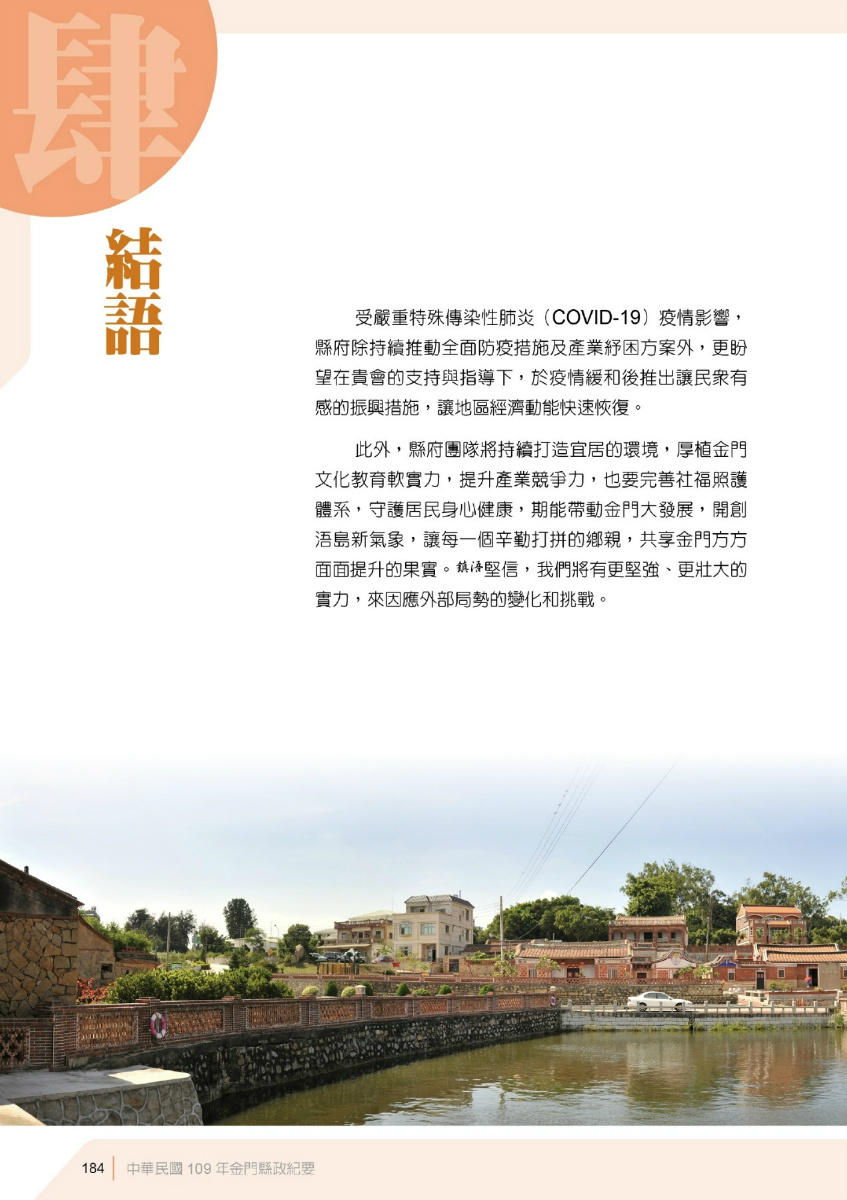 肆
結語
受嚴重特殊傳染性肺炎（COVID-19）疫情影響，
縣府除持續推動全面防疫措施及產業紓困方案外，更盼
望在貴會的支持與指導下，於疫情緩和後推出讓民眾有
感的振興措施，讓地區經濟動能快速恢復。
此外，縣府團隊將持續打造宜居的環境，厚植金門
文化教育軟實力，提升產業競爭力，也要完善社福照護
體系，守護居民身心健康，期能帶動金門大發展，開創
浯島新氣象，讓每一個辛勤打拼的鄉親，共享金門方方
面面提升的果實。鎮浯堅信，我們將有更堅強、更壯大的
實力，來因應外部局勢的變化和挑戰。
184
中華民國 109 年金門縣政紀要